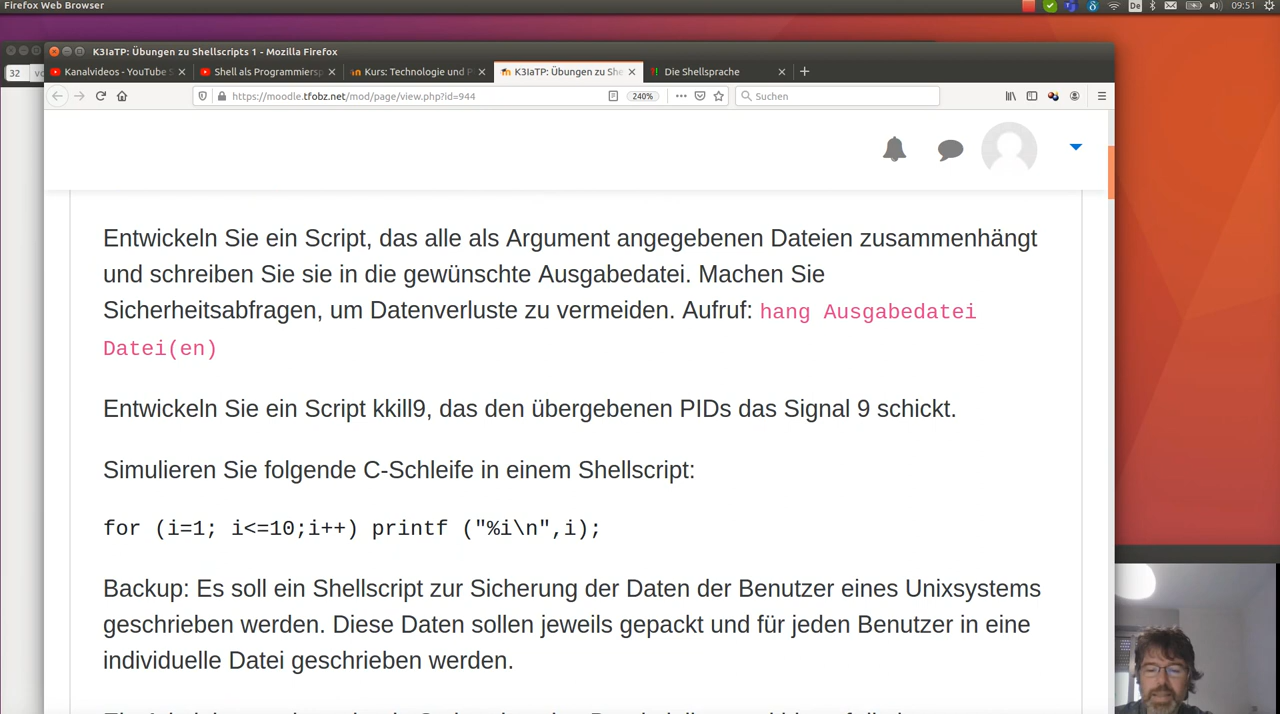 Firefox Web Browser
De
09:51
K3IaTP: Übungen zu Shellscripts 1 - Mozilla Firefox
32
Kanalvideos - YouTube
Shell als Programmiersp
Kurs: Technologie und P
K3IaTP: Übungen zu She
Die Shellsprache
https://moodle.tfobz.net/mod/page/view.php?id=944
240%
Suchen
Entwickeln Sie ein Script, das alle als Argument angegebenen Dateien zusammenhängt
und schreiben Sie sie in die gewünschte Ausgabedatei. Machen Sie
Sicherheitsabfragen, um Datenverluste zu vermeiden. Aufruf: hang Ausgabedatei
Datei(en)
Entwickeln Sie ein Script kkill9, das den übergebenen PIDs das Signal 9 schickt.
Simulieren Sie folgende C-Schleife in einem Shellscript:
for (i=1; i<=10;i++) printf ("%i\n",i);
Backup: Es soll ein Shellscript zur Sicherung der Daten der Benutzer eines Unixsystems
geschrieben werden. Diese Daten sollen jeweils gepackt und für jeden Benutzer in eine
individuelle Datei geschrieben werden.